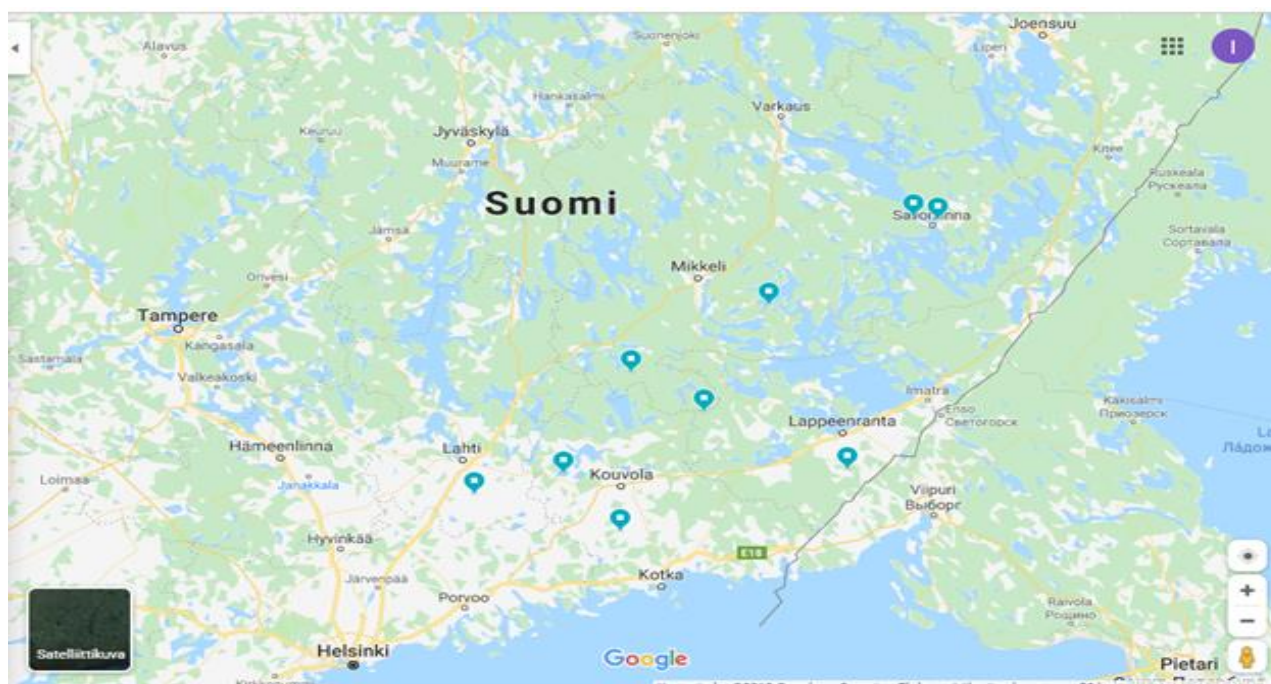 Joensuu
Alavus
Suonenjoki
Liperi
I
Hankasalmi
Varkaus
Keuruu
Jyväskylä
Muurame
Kitee
Ruskeala
Рускеала
Suomi
Savonlinna
Jämsä
Sortavala
Сортавала
Mikkeli
Orivesi
Tampere
Kangasala
Sastamala
Valkeakoski
Imatra
Enso
Светогорск
Käkisalmi
Приозерск
Lappeenranta
Hämeenlinna
Lahti
Loimaa
Janakkala
Kouvola
Viipuri
Выборг
Hyvinkää
E18
Järvenpää
Kotka
Porvoo
Raivola
Рощино
Satelliittikuva
Helsinki
Google
Pietari